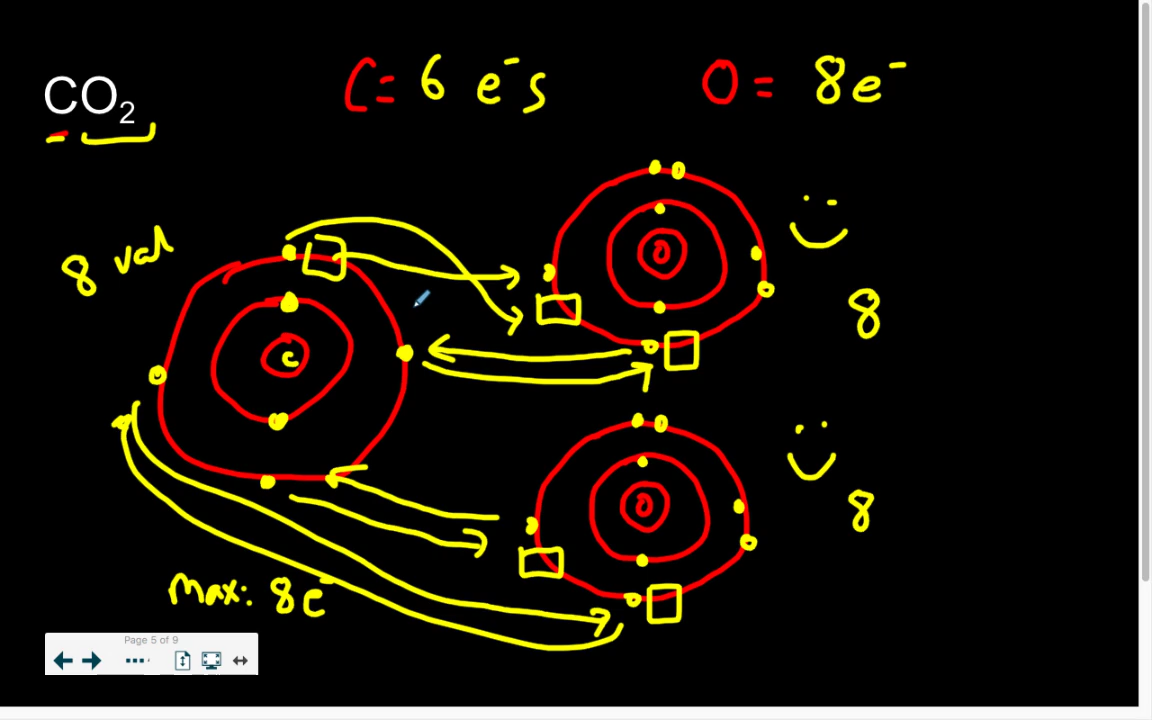 CO₂
C = 6 e⁻s
O = 8e⁻
8 val
c
o
8
o
8
Max: 8e⁻
Page 5 of 9